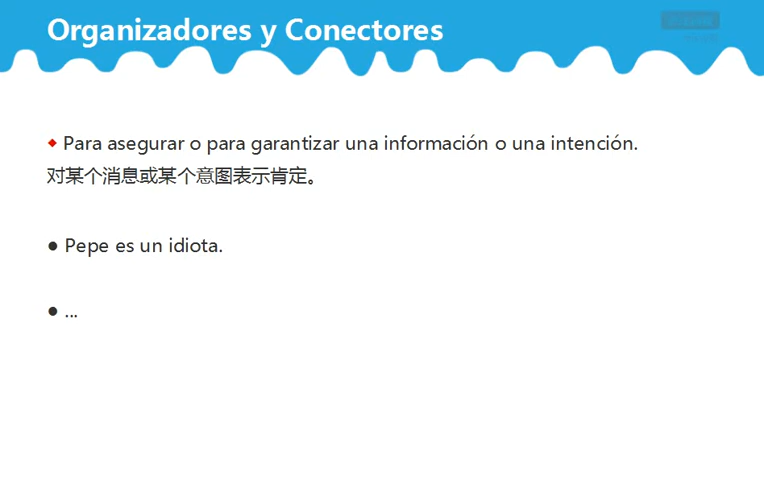 Organizadores y Conectores
◆ Para asegurar o para garantizar una información o una intención.
对某个消息或某个意图表示肯定。
● Pepe es un idiota.
● ...